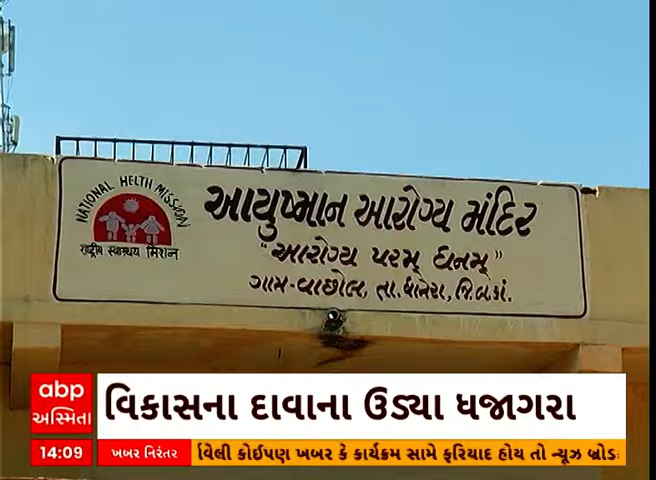 NATIONAL HELTH MISSION
राष्ट्रीय स्वास्थ्य मिशन
આયુષ્માન આરોગ્ય મંદિર
"આરોગ્ય પરમ્ ધનમ્"
ગામ-વાછોલ, તા.ધાનેરા, જિ.બ.કાં.
abp
અસ્મિતા
વિકાસના દાવાના ઉડ્યા ધજાગરા
14:09
ખબર નિરંતર
કોઈપણ ખબર કે કાર્યક્રમ સામે ફરિયાદ હોય તો ન્યૂઝ